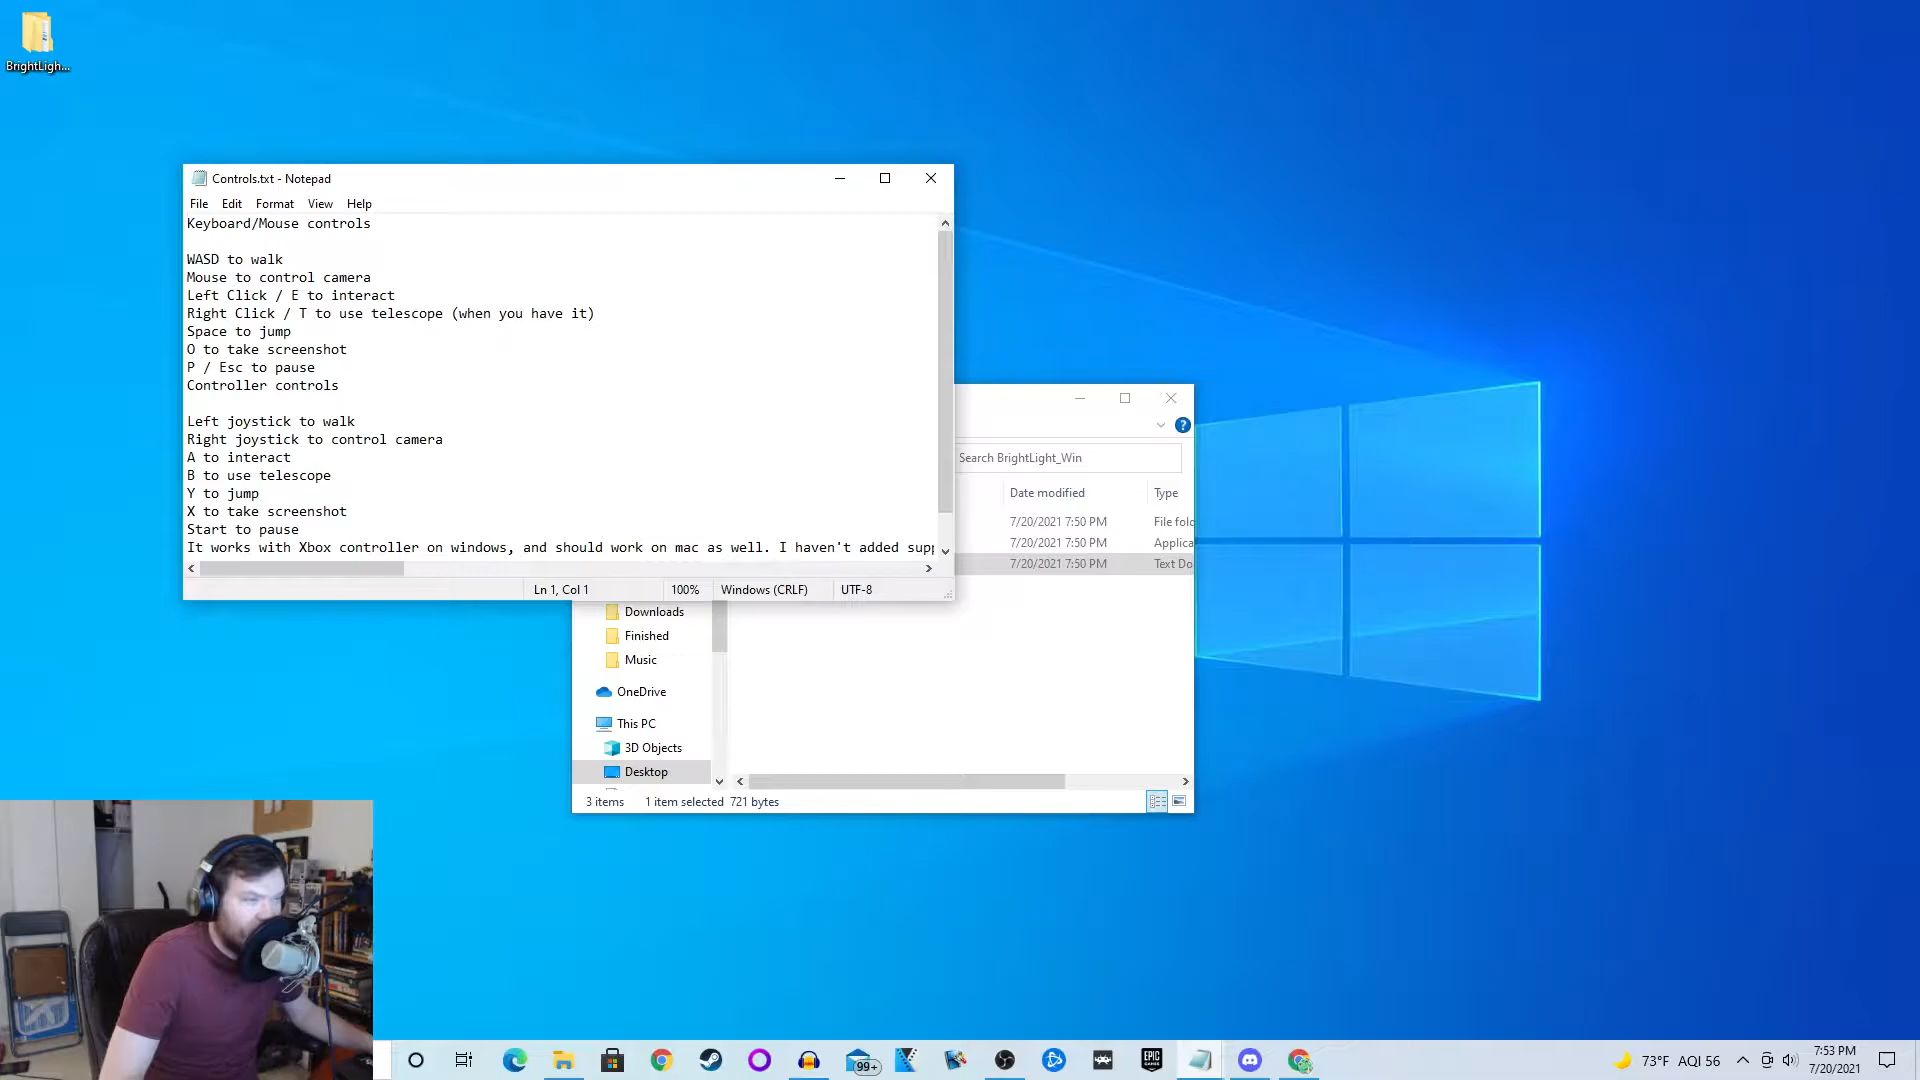 BrightLigh...
Controls.txt - Notepad
File Edit Format View Help
Keyboard/Mouse controls
WASD to walk
Mouse to control camera
Left Click / E to interact
Right Click / T to use telescope (when you have it)
Space to jump
O to take screenshot
P / Esc to pause
Controller controls
Left joystick to walk
Right joystick to control camera
A to interact
B to use telescope
Y to jump
X to take screenshot
Start to pause
It works with Xbox controller on windows, and should work on mac as well. I haven't added supp
Ln 1, Col 1 100% Windows (CRLF) UTF-8
?
Search BrightLight_Win
Date modified Type
7/20/2021 7:50 PM File fold
7/20/2021 7:50 PM Applica
7/20/2021 7:50 PM Text Do
Downloads
Finished
Music
OneDrive
This PC
3D Objects
Desktop
3 items 1 item selected 721 bytes
99+
EPIC GAMES
73°F AQI 56
7:53 PM
7/20/2021